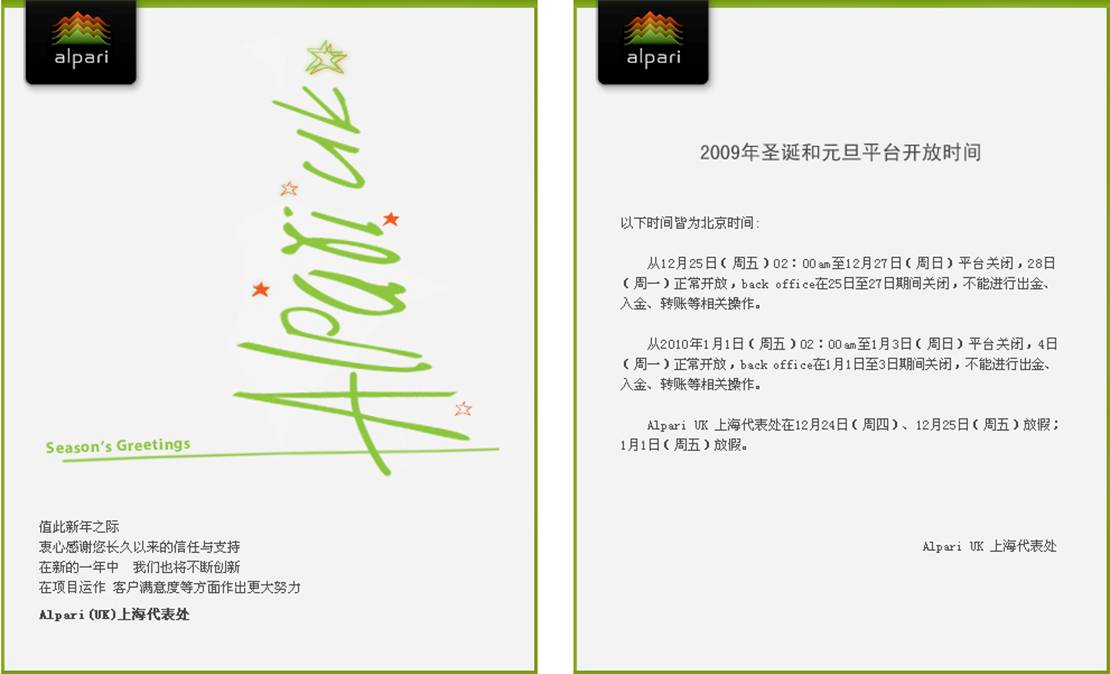 alpari
Alpari uk
Season's Greetings
值此新年之际
衷心感谢您长久以来的信任与支持
在新的一年中 我们也将不断创新
在项目运作 客户满意度等方面作出更大努力
Alpari(UK)上海代表处
alpari
2009年圣诞和元旦平台开放时间
以下时间皆为北京时间:
从12月25日(周五)02:00am至12月27日(周日)平台关闭,28日
(周一)正常开放,back office在25日至27日期间关闭,不能进行出金、
入金、转账等相关操作。
从2010年1月1日(周五)02:00am至1月3日(周日)平台关闭,4日
(周一)正常开放,back office在1月1日至3日期间关闭,不能进行出金、
入金、转账等相关操作。
Alpari UK 上海代表处在12月24日(周四)、12月25日(周五)放假;
1月1日(周五)放假。
Alpari UK 上海代表处